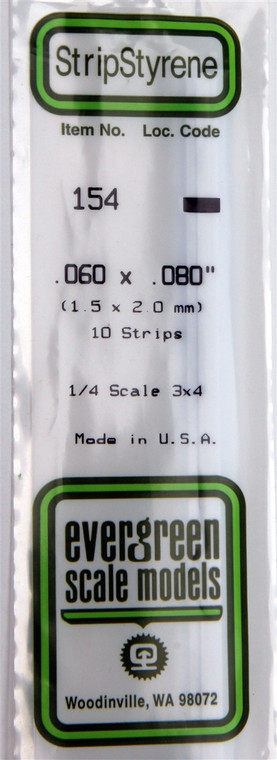 StripStyrene
Item No. Loc. Code
154
.060 x .080"
(1.5 x 2.0 mm)
10 Strips
1/4 Scale 3x4
Made in U.S.A.
evergreen
scale models
Woodinville, WA 98072